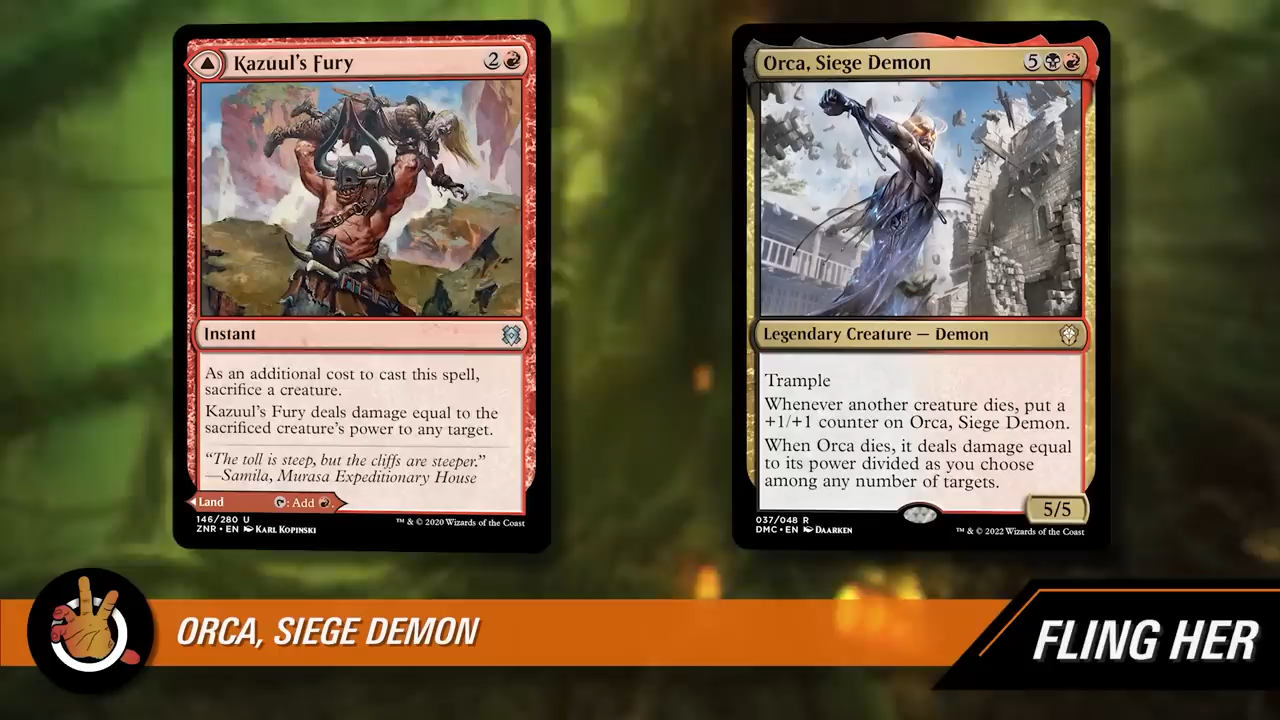 Kazuul's Fury 2
Instant
As an additional cost to cast this spell,
sacrifice a creature.
Kazuul's Fury deals damage equal to the
sacrificed creature's power to any target.
"The toll is steep, but the cliffs are steeper."
—Samila, Murasa Expeditionary House
Land : Add .
146/280 U
ZNR • EN Karl Kopinski
™ & © 2020 Wizards of the Coast
Orca, Siege Demon 5
Legendary Creature — Demon
Trample
Whenever another creature dies, put a
+1/+1 counter on Orca, Siege Demon.
When Orca dies, it deals damage equal
to its power divided as you choose
among any number of targets.
5/5
037/048 R
DMC • EN Daarken
™ & © 2022 Wizards of the Coast
ORCA, SIEGE DEMON
FLING HER